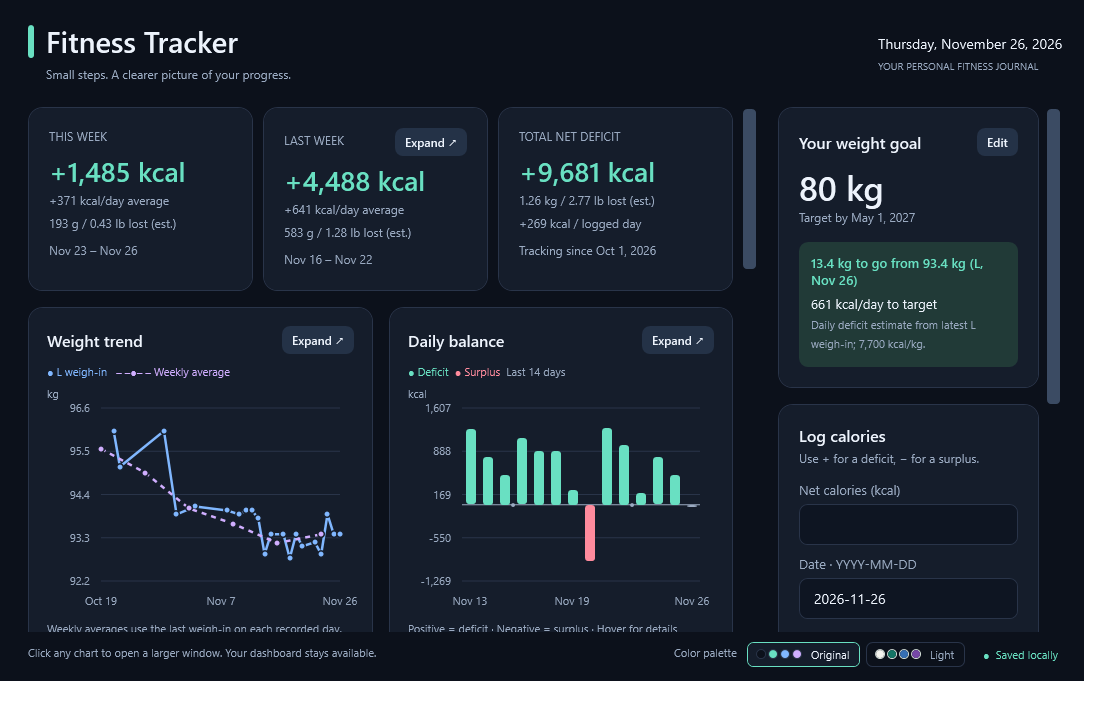 Fitness Tracker
Small steps. A clearer picture of your progress.
Thursday, November 26, 2026
YOUR PERSONAL FITNESS JOURNAL
THIS WEEK
+1,485 kcal
+371 kcal/day average
193 g / 0.43 lb lost (est.)
Nov 23 – Nov 26
LAST WEEK
Expand ↗
+4,488 kcal
+641 kcal/day average
583 g / 1.28 lb lost (est.)
Nov 16 – Nov 22
TOTAL NET DEFICIT
+9,681 kcal
1.26 kg / 2.77 lb lost (est.)
+269 kcal / logged day
Tracking since Oct 1, 2026
Your weight goal
Edit
80 kg
Target by May 1, 2027
13.4 kg to go from 93.4 kg (L,
Nov 26)
661 kcal/day to target
Daily deficit estimate from latest L
weigh-in; 7,700 kcal/kg.
Weight trend
Expand ↗
● L weigh-in --●-- Weekly average
kg
96.6
95.5
94.4
93.3
92.2
Oct 19 Nov 7 Nov 26
Weekly averages use the last weigh-in on each recorded day.
Daily balance
Expand ↗
● Deficit ● Surplus Last 14 days
kcal
1,607
888
169
-550
-1,269
Nov 13 Nov 19 Nov 26
Positive = deficit · Negative = surplus · Hover for details
Log calories
Use + for a deficit, − for a surplus.
Net calories (kcal)
Date · YYYY-MM-DD
2026-11-26
Click any chart to open a larger window. Your dashboard stays available.
Color palette
Original
Light
● Saved locally